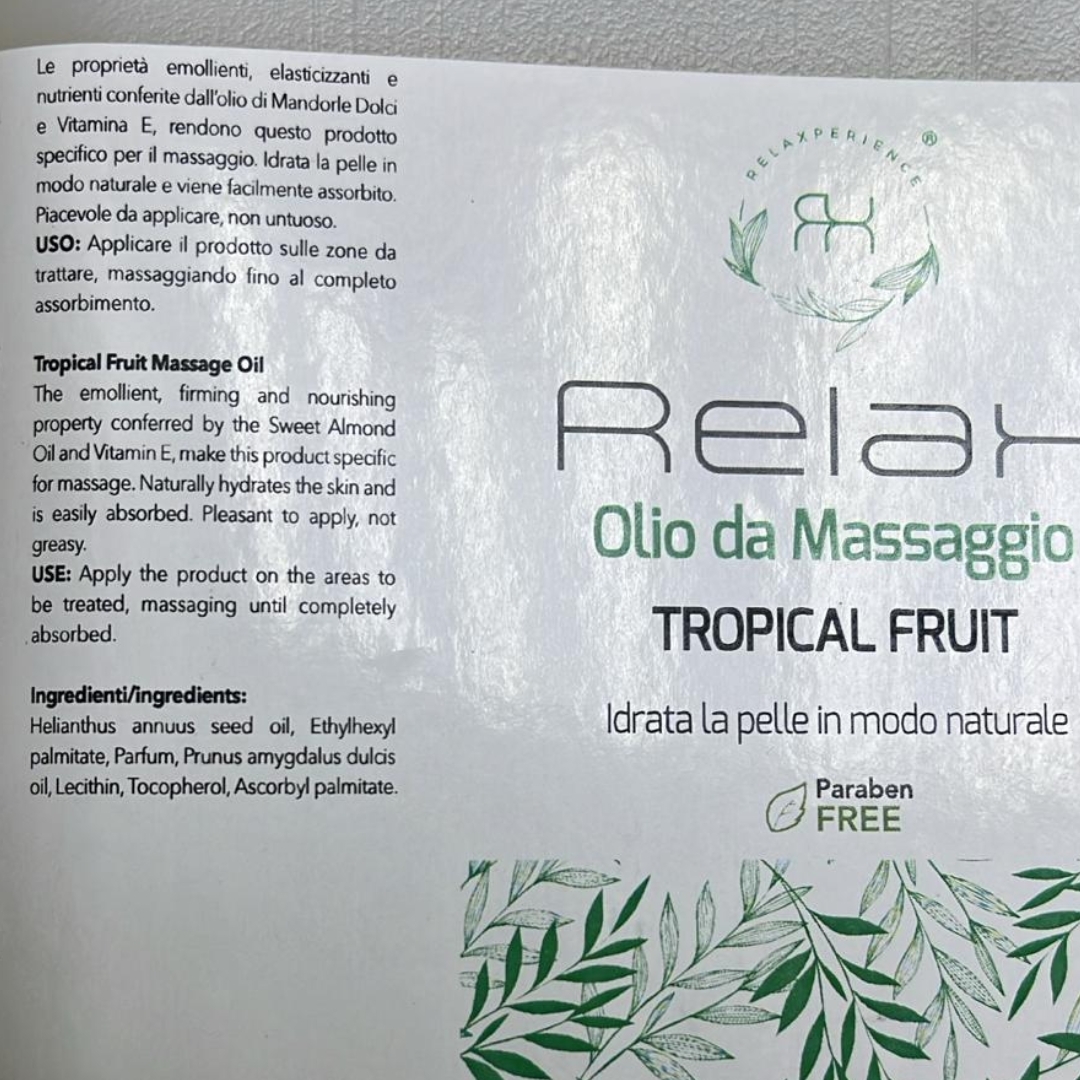 Le proprietà emollienti, elasticizzanti e
nutrienti conferite dall'olio di Mandorle Dolci
e Vitamina E, rendono questo prodotto
specifico per il massaggio. Idrata la pelle in
modo naturale e viene facilmente assorbito.
Piacevole da applicare, non untuoso.
USO: Applicare il prodotto sulle zone da
trattare, massaggiando fino al completo
assorbimento.
Tropical Fruit Massage Oil
The emollient, firming and nourishing
property conferred by the Sweet Almond
Oil and Vitamin E, make this product specific
for massage. Naturally hydrates the skin and
is easily absorbed. Pleasant to apply, not
greasy.
USE: Apply the product on the areas to
be treated, massaging until completely
absorbed.
Ingredienti/ingredients:
Helianthus annuus seed oil, Ethylhexyl
palmitate, Parfum, Prunus amygdalus dulcis
oil, Lecithin, Tocopherol, Ascorbyl palmitate.
RELAXPERIENCE ®
RX
Relax
Olio da Massaggio
TROPICAL FRUIT
Idrata la pelle in modo naturale
Paraben
FREE